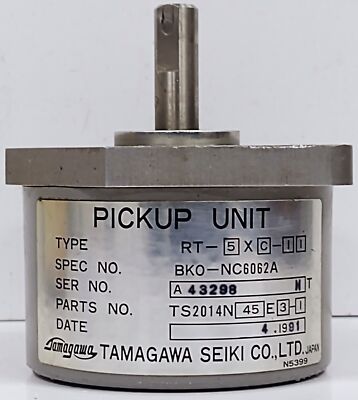 PICKUP UNIT
TYPE RT-5XC-11
SPEC NO. BKO-NC6062A
SER NO. A 43298 N T
PARTS NO. TS2014N 45 E 3-1
DATE 4.1991
Tamagawa TAMAGAWA SEIKI CO., LTD. JAPAN
N5399